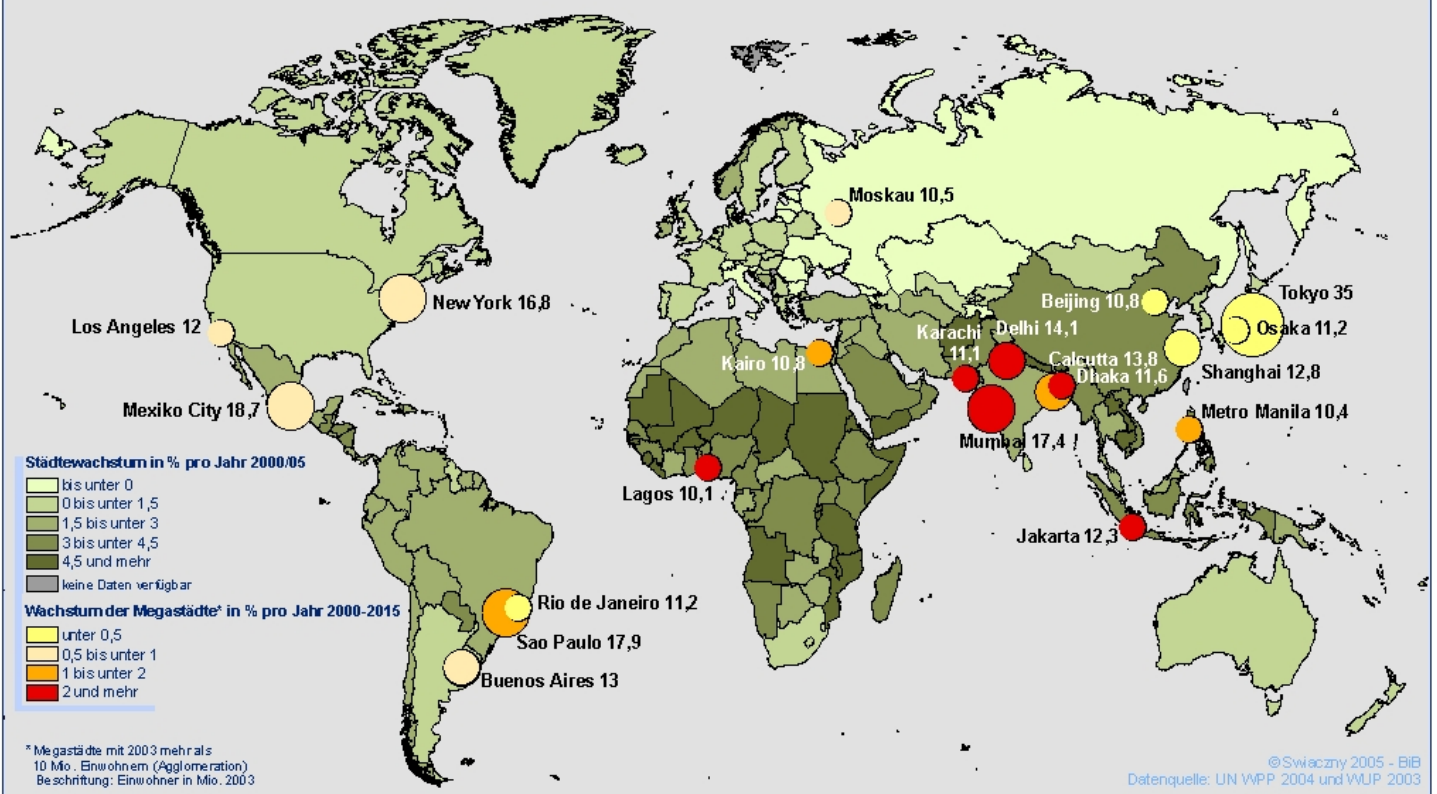 Moskau 10,5
New York 16,8
Los Angeles 12
Mexiko City 18,7
Beijing 10,8
Tokyo 35
Osaka 11,2
Karachi
11,1
Delhi 14,1
Kairo 10,8
Calcutta 13,8
Dhaka 11,6
Shanghai 12,8
Metro Manila 10,4
Mumbai 17,4
Lagos 10,1
Jakarta 12,3
Rio de Janeiro 11,2
Sao Paulo 17,9
Buenos Aires 13
Städtewachstum in % pro Jahr 2000/05
bis unter 0
0 bis unter 1,5
1,5 bis unter 3
3 bis unter 4,5
4,5 und mehr
keine Daten verfügbar
Wachstum der Megastädte* in % pro Jahr 2000-2015
unter 0,5
0,5 bis unter 1
1 bis unter 2
2 und mehr
* Megastädte mit 2003 mehr als
10 Mio. Einwohnern (Agglomeration)
Beschriftung: Einwohner in Mio. 2003
©Swiaczny 2005 - BiB
Datenquelle: UN WPP 2004 und WUP 2003